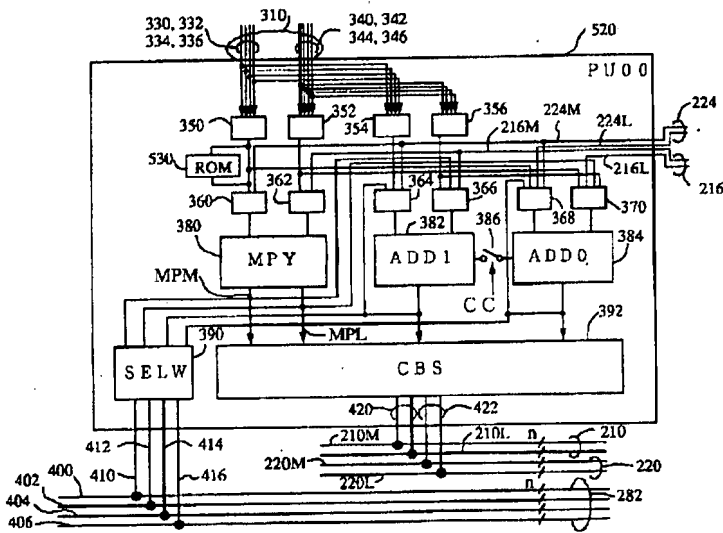 310
330, 332
334, 336
340, 342
344, 346
520
PU00
350
352
354
356
224M
224L
224
216M
216L
216
530
ROM
360
362
364
366
368
370
380
382
386
384
MPY
ADD1
ADD0
MPM
CC
MPL
392
390
SELW
CBS
420
422
412
414
410
416
210M
210L
n
210
220M
220L
220
400
402
404
406
n
282